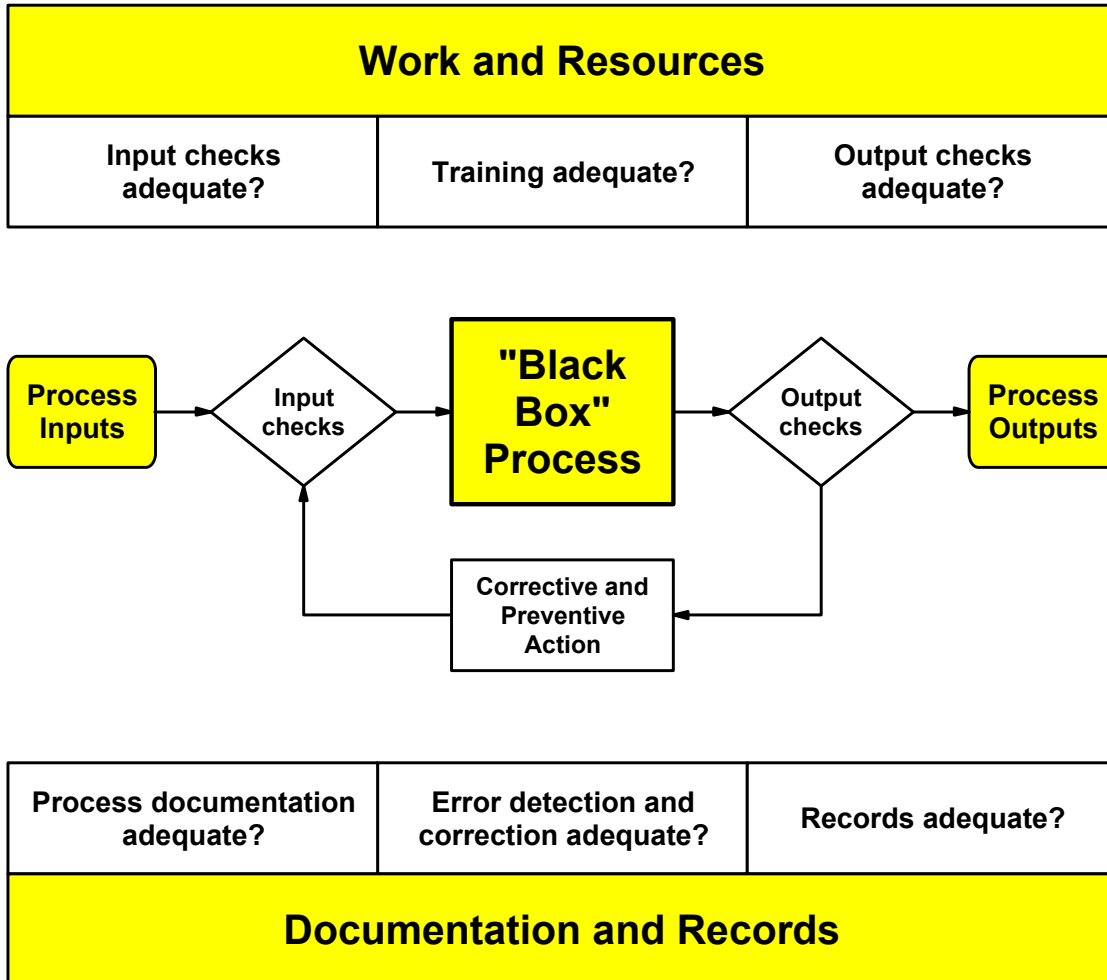 Work and Resources
Input checks
adequate?
Training adequate?
Output checks
adequate?
Process
Inputs
Input
checks
"Black
Box"
Process
Output
checks
Process
Outputs
Corrective and
Preventive
Action
Process documentation
adequate?
Error detection and
correction adequate?
Records adequate?
Documentation and Records